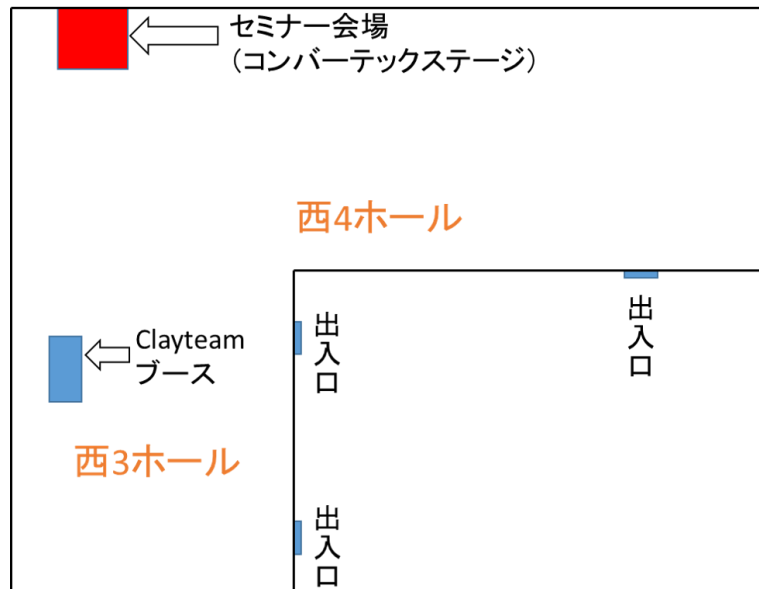 セミナー会場
（コンバーテックステージ）
西4ホール
Clayteam
ブース
出入口
出入口
西3ホール
出入口